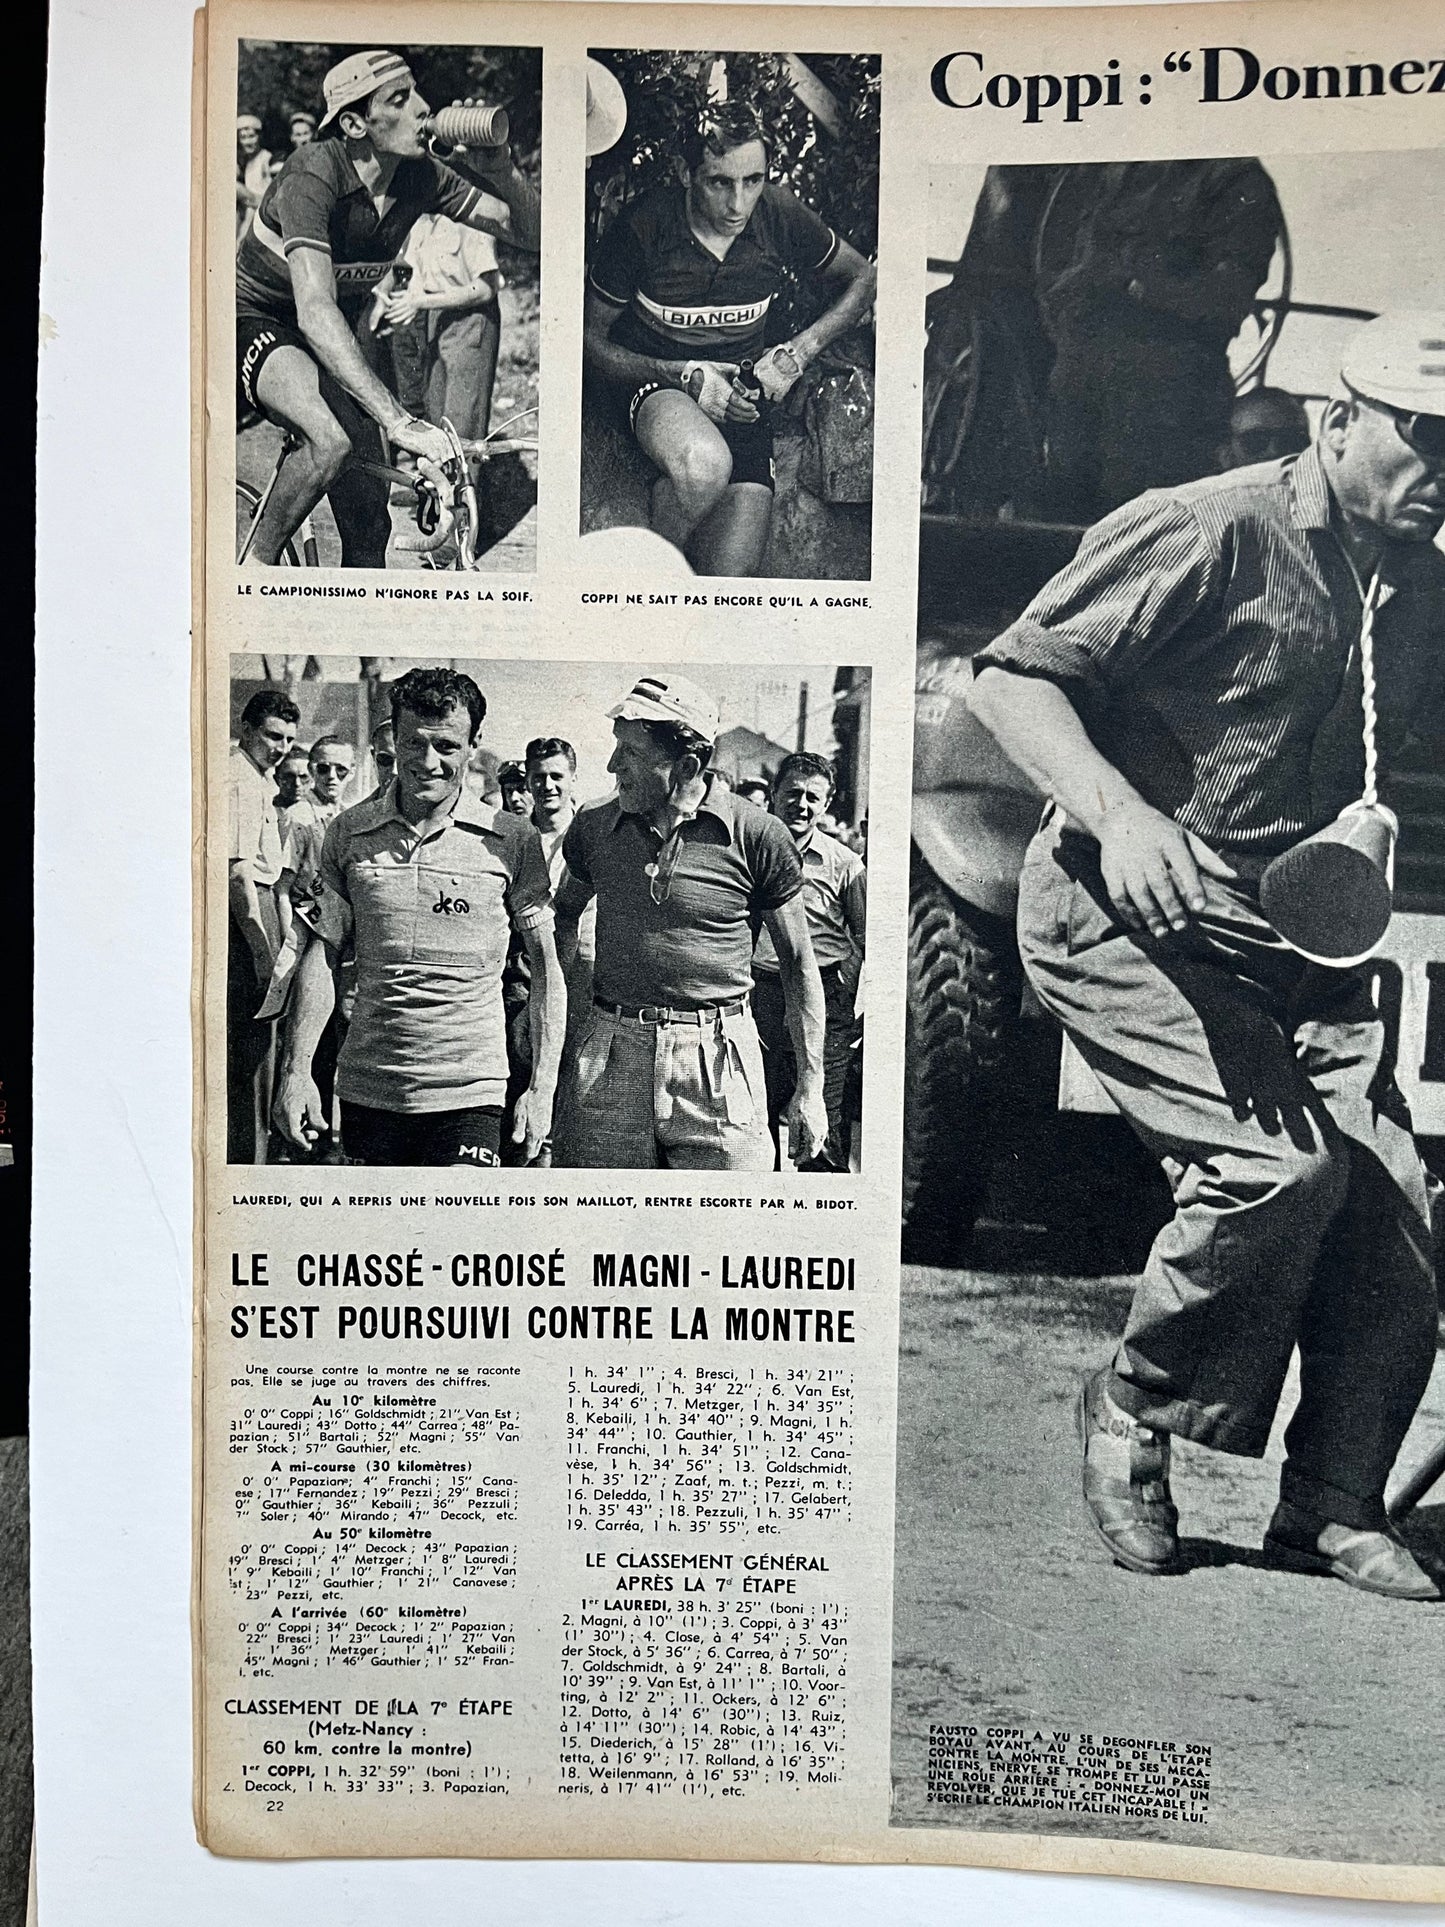 Coppi : “Donnez
BIANCHI
BIANCHI
LE CAMPIONISSIMO N'IGNORE PAS LA SOIF.
COPPI NE SAIT PAS ENCORE QU'IL A GAGNE.
MER
LAUREDI, QUI A REPRIS UNE NOUVELLE FOIS SON MAILLOT, RENTRE ESCORTE PAR M. BIDOT.
LE CHASSÉ-CROISÉ MAGNI-LAUREDI
S'EST POURSUIVI CONTRE LA MONTRE
Une course contre la montre ne se raconte
pas. Elle se juge au travers des chiffres.
Au 10e kilomètre
0' 0'' Coppi ; 16'' Goldschmidt ; 21'' Van Est ;
31'' Lauredi ; 43'' Dotto ; 44'' Carrea ; 48'' Pa-
pazian ; 51'' Bartali ; 52'' Magni ; 55'' Van
der Stock ; 57'' Gauthier, etc.
A mi-course (30 kilomètres)
0' 0'' Papazian ; 4'' Franchi ; 15'' Cana-
ese ; 17'' Fernandez ; 19'' Pezzi ; 29'' Bresci ;
0'' Gauthier ; 36'' Kebaili ; 36'' Pezzuli ;
7'' Soler ; 40'' Mirando ; 47'' Decock, etc.
Au 50e kilomètre
0' 0'' Coppi ; 14'' Decock ; 43'' Papazian ;
49'' Bresci ; 1' 4'' Metzger ; 1' 8'' Lauredi ;
1' 9'' Kebaili ; 1' 10'' Franchi ; 1' 12'' Van
Est ; 1' 12'' Gauthier ; 1' 21'' Canavese ;
' 23'' Pezzi, etc.
A l'arrivée (60e kilomètre)
0' 0'' Coppi ; 34'' Decock ; 1' 2'' Papazian ;
22'' Bresci ; 1' 23'' Lauredi ; 1' 27'' Van
; 1' 36'' Metzger ; 1' 41'' Kebaili ;
45'' Magni ; 1' 46'' Gauthier ; 1' 52'' Fran-
i, etc.
CLASSEMENT DE LA 7e ÉTAPE
(Metz-Nancy :
60 km. contre la montre)
1er COPPI, 1 h. 32' 59'' (boni : 1') ;
2. Decock, 1 h. 33' 33'' ; 3. Papazian,
22
1 h. 34' 1'' ; 4. Bresci, 1 h. 34' 21'' ;
5. Lauredi, 1 h. 34' 22'' ; 6. Van Est,
1 h. 34' 6'' ; 7. Metzger, 1 h. 34' 35'' ;
8. Kebaili, 1 h. 34' 40'' ; 9. Magni, 1 h.
34' 44'' ; 10. Gauthier, 1 h. 34' 45'' ;
11. Franchi, 1 h. 34' 51'' ; 12. Cana-
vèse, 1 h. 34' 56'' ; 13. Goldschmidt,
1 h. 35' 12'' ; Zaaf, m. t. ; Pezzi, m. t. ;
16. Deledda, 1 h. 35' 27'' ; 17. Gelabert,
1 h. 35' 43'' ; 18. Pezzuli, 1 h. 35' 47'' ;
19. Carréa, 1 h. 35' 55'', etc.
LE CLASSEMENT GÉNÉRAL
APRÈS LA 7e ÉTAPE
1er LAUREDI, 38 h. 3' 25'' (boni : 1') ;
2. Magni, à 10'' (1') ; 3. Coppi, à 3' 43''
(1' 30'') ; 4. Close, à 4' 54'' ; 5. Van
der Stock, à 5' 36'' ; 6. Carrea, à 7' 50'' ;
7. Goldschmidt, à 9' 24'' ; 8. Bartali, à
10' 39'' ; 9. Van Est, à 11' 1'' ; 10. Voor-
ting, à 12' 2'' ; 11. Ockers, à 12' 6'' ;
12. Dotto, à 14' 6'' (30'') ; 13. Ruiz,
à 14' 11'' (30'') ; 14. Robic, à 14' 43'' ;
15. Diederich, à 15' 28'' (1') ; 16. Vi-
tetta, à 16' 9'' ; 17. Rolland, à 16' 35'' ;
18. Weilenmann, à 16' 53'' ; 19. Moli-
neris, à 17' 41'' (1'), etc.
FAUSTO COPPI A VU SE DEGONFLER SON
BOYAU AVANT, AU COURS DE L'ETAPE
CONTRE LA MONTRE. L'UN DE SES MECA-
NICIENS, ENERVE, SE TROMPE ET LUI PASSE
UNE ROUE ARRIERE : « DONNEZ-MOI UN
REVOLVER, QUE JE TUE CET INCAPABLE ! »
S'ECRIE LE CHAMPION ITALIEN HORS DE LUI.